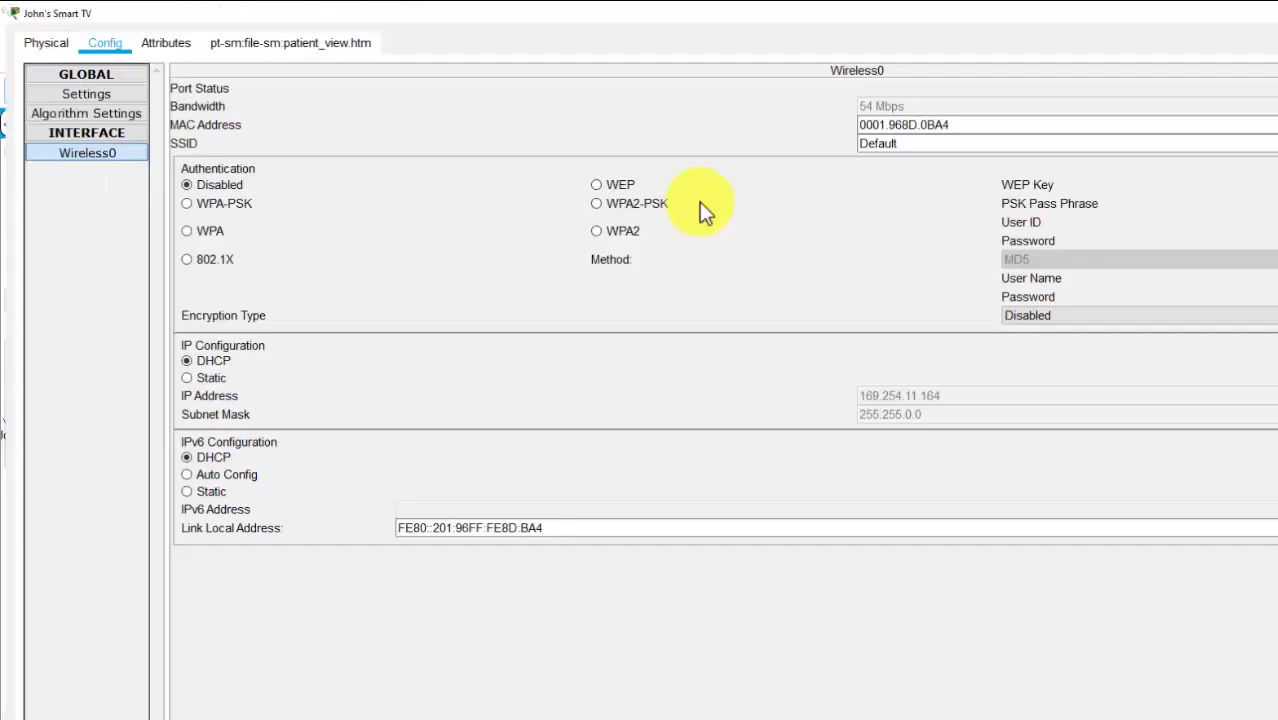 John's Smart TV
Physical Config Attributes pt-sm:file-sm:patient_view.htm
GLOBAL
Settings
Algorithm Settings
INTERFACE
Wireless0
Wireless0
Port Status
Bandwidth 54 Mbps
MAC Address 0001.968D.0BA4
SSID Default
Authentication
Disabled WEP WEP Key
WPA-PSK WPA2-PSK PSK Pass Phrase
User ID
WPA WPA2
Password
802.1X Method: MD5
User Name
Password
Encryption Type Disabled
IP Configuration
DHCP
Static
IP Address 169.254.11.164
Subnet Mask 255.255.0.0
IPv6 Configuration
DHCP
Auto Config
Static
IPv6 Address
Link Local Address: FE80::201:96FF:FE8D:BA4